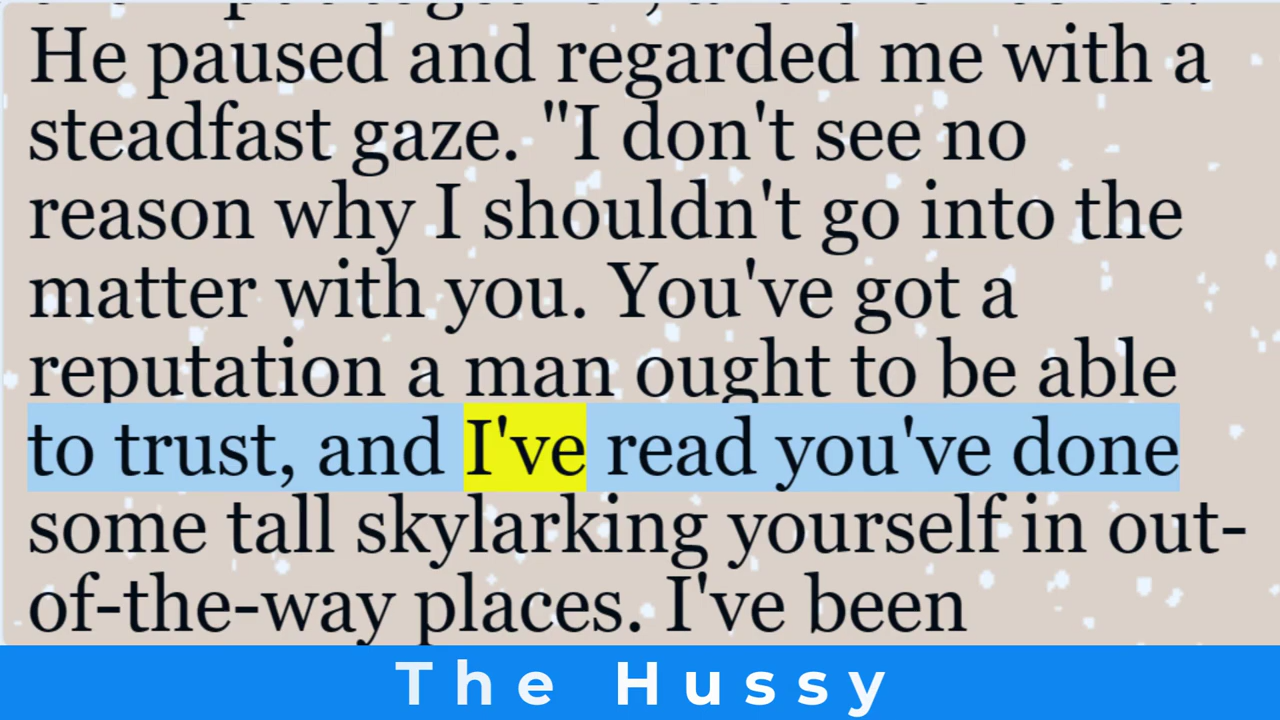 He paused and regarded me with a
steadfast gaze. "I don't see no
reason why I shouldn't go into the
matter with you. You've got a
reputation a man ought to be able
to trust, and I've read you've done
some tall skylarking yourself in out-
of-the-way places. I've been
The Hussy